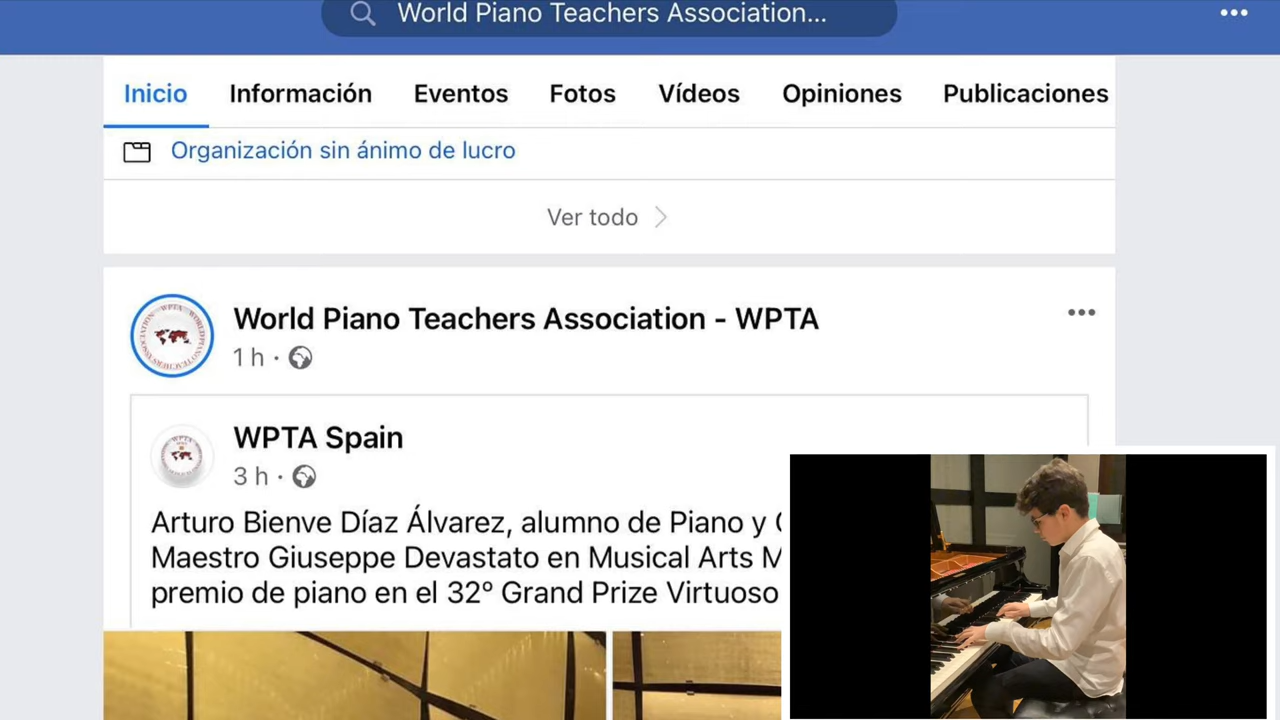 World Piano Teachers Association...
Inicio Información Eventos Fotos Vídeos Opiniones Publicaciones
Organización sin ánimo de lucro
Ver todo
World Piano Teachers Association - WPTA
1 h
WPTA Spain
3 h
Arturo Bienve Díaz Álvarez, alumno de Piano y
Maestro Giuseppe Devastato en Musical Arts
premio de piano en el 32º Grand Prize Virtuoso